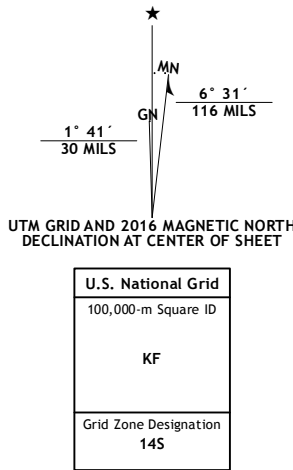 ★
MN
GN
6° 31´
116 MILS
1° 41´
30 MILS
UTM GRID AND 2016 MAGNETIC NORTH
DECLINATION AT CENTER OF SHEET
U.S. National Grid
100,000-m Square ID
KF
Grid Zone Designation
14S